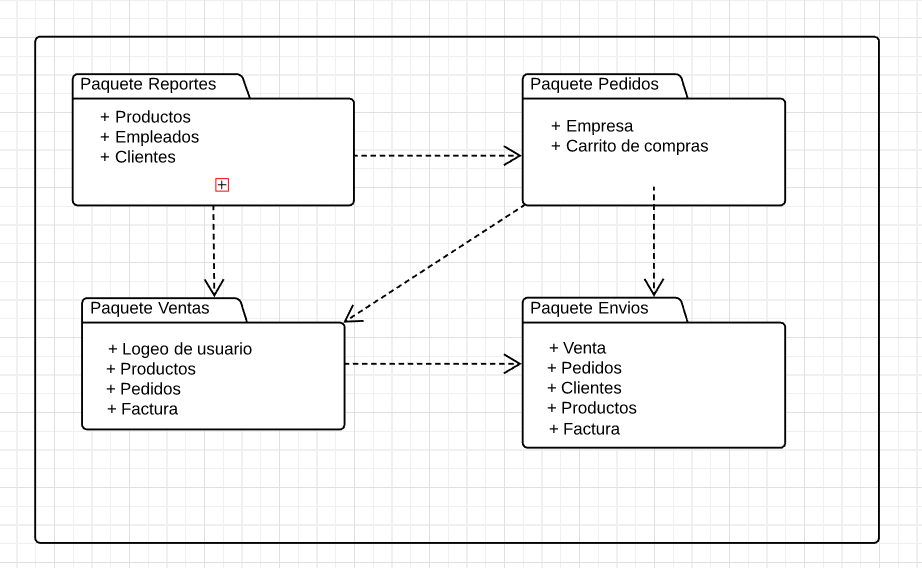 Paquete Reportes
+ Productos
+ Empleados
+ Clientes
+
Paquete Pedidos
+ Empresa
+ Carrito de compras
Paquete Ventas
+ Logeo de usuario
+ Productos
+ Pedidos
+ Factura
Paquete Envios
+ Venta
+ Pedidos
+ Clientes
+ Productos
+ Factura